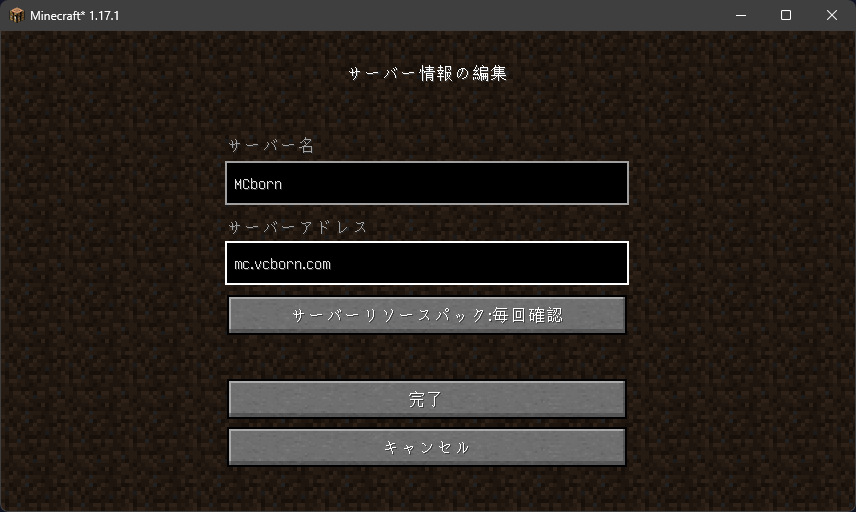 Minecraft* 1.17.1
サーバー情報の編集
サーバー名
MCborn
サーバーアドレス
mc.vcborn.com
サーバーリソースパック:毎回確認
完了
キャンセル